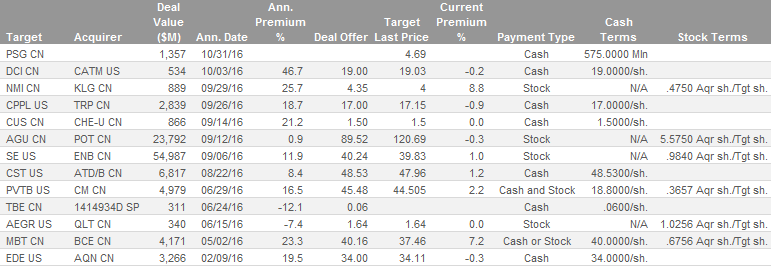 Deal Ann. Current
Value Premium Target Premium Cash
Target Acquirer ($M) Ann. Date % Deal Offer Last Price % Payment Type Terms Stock Terms
PSG CN 1,357 10/31/16 4.69 Cash 575.0000 Mln
DCI CN CATM US 534 10/03/16 46.7 19.00 19.03 -0.2 Cash 19.0000/sh.
NMI CN KLG CN 889 09/29/16 25.7 4.35 4 8.8 Stock N/A .4750 Aqr sh./Tgt sh.
CPPL US TRP CN 2,839 09/26/16 18.7 17.00 17.15 -0.9 Cash 17.0000/sh.
CUS CN CHE-U CN 866 09/14/16 21.2 1.50 1.5 0.0 Cash 1.5000/sh.
AGU CN POT CN 23,792 09/12/16 0.9 89.52 120.69 -0.3 Stock N/A 5.5750 Aqr sh./Tgt sh.
SE US ENB CN 54,987 09/06/16 11.9 40.24 39.83 1.0 Stock N/A .9840 Aqr sh./Tgt sh.
CST US ATD/B CN 6,817 08/22/16 8.4 48.53 47.96 1.2 Cash 48.5300/sh.
PVTB US CM CN 4,979 06/29/16 16.5 45.48 44.505 2.2 Cash and Stock 18.8000/sh. .3657 Aqr sh./Tgt sh.
TBE CN 1414934D SP 311 06/24/16 -12.1 0.06 Cash .0600/sh.
AEGR US QLT CN 340 06/15/16 -7.4 1.64 1.64 0.0 Stock N/A 1.0256 Aqr sh./Tgt sh.
MBT CN BCE CN 4,171 05/02/16 23.3 40.16 37.46 7.2 Cash or Stock 40.0000/sh. .6756 Aqr sh./Tgt sh.
EDE US AQN CN 3,266 02/09/16 19.5 34.00 34.11 -0.3 Cash 34.0000/sh.